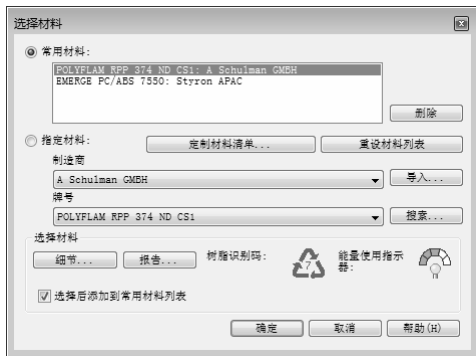 选择材料
常用材料:
POLYFLAM RPP 374 ND CS1: A Schulman GMBH
EMERGE PC/ABS 7550: Styron APAC
删除
指定材料:
定制材料清单...
重设材料列表
制造商
A Schulman GMBH
导入...
牌号
POLYFLAM RPP 374 ND CS1
搜索...
选择材料
细节...
报告...
树脂识别码:
7
能量使用指示
器:
选择后添加到常用材料列表
确定
取消
帮助(H)